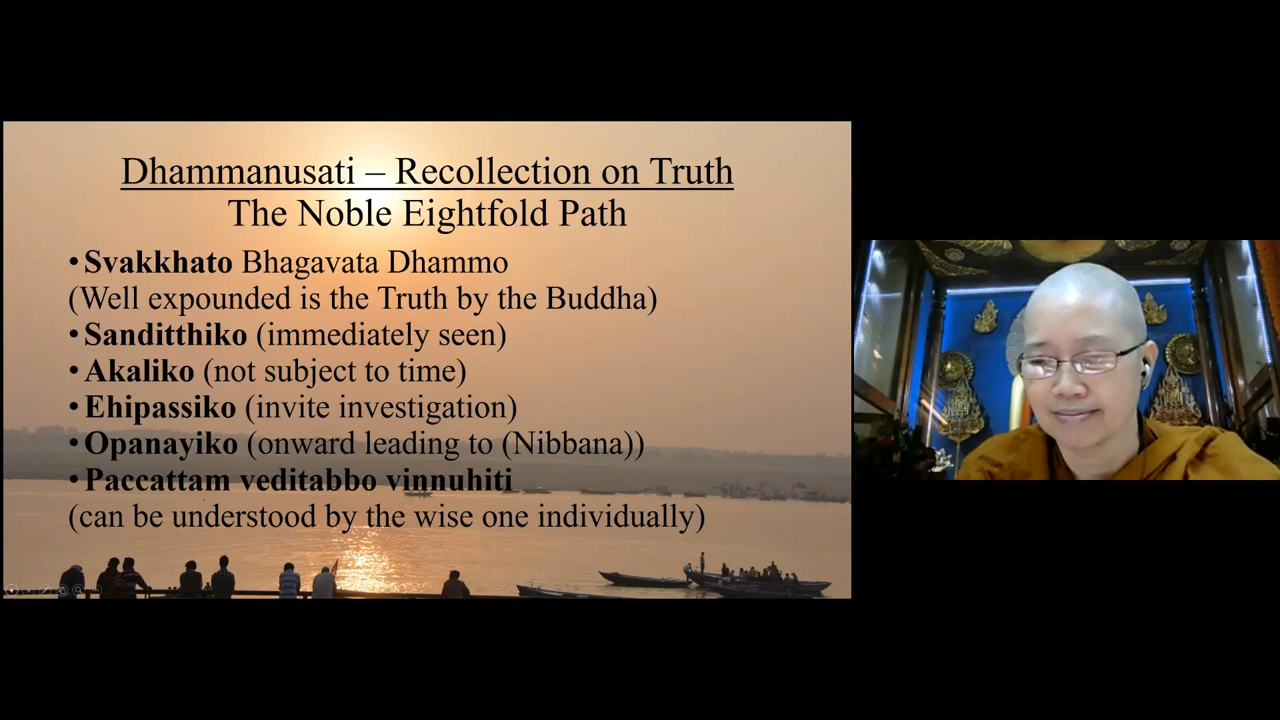 Dhammanusati – Recollection on Truth
The Noble Eightfold Path
• Svakkhato Bhagavata Dhammo
(Well expounded is the Truth by the Buddha)
• Sanditthiko (immediately seen)
• Akaliko (not subject to time)
• Ehipassiko (invite investigation)
• Opanayiko (onward leading to (Nibbana))
• Paccattam veditabbo vinnuhiti
(can be understood by the wise one individually)